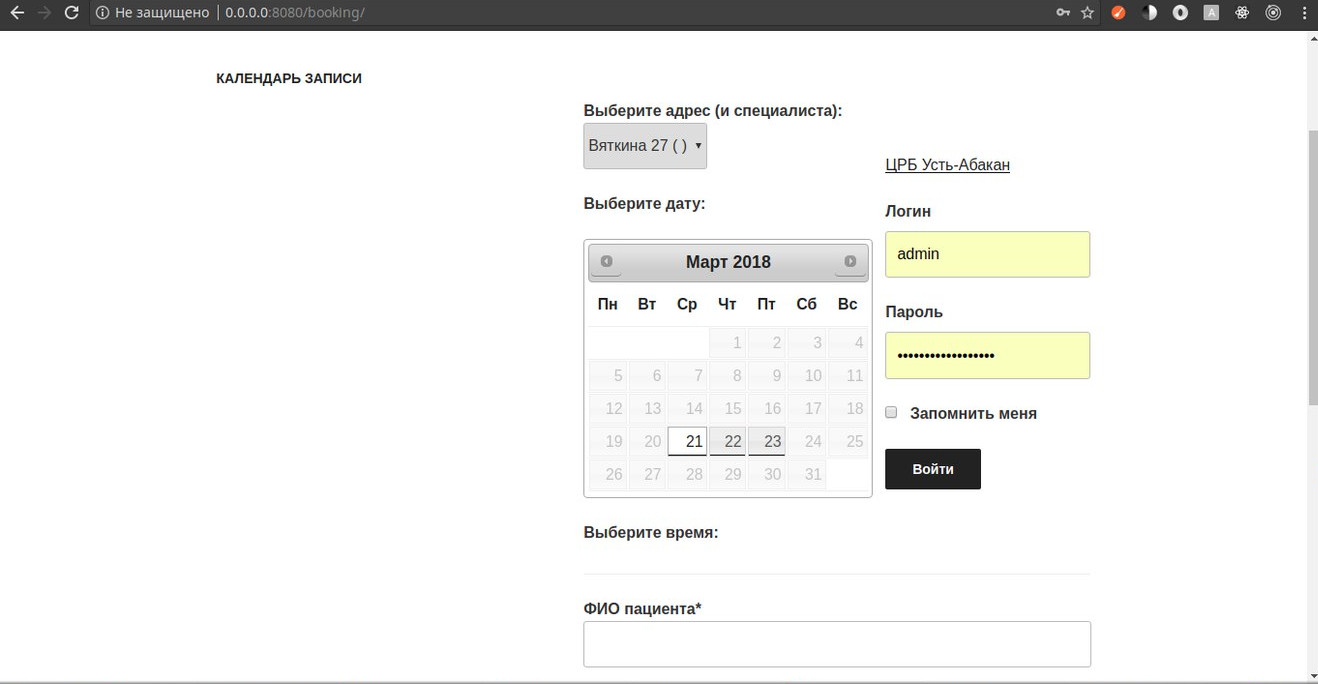 Не защищено
0.0.0.0:8080/booking/
A
КАЛЕНДАРЬ ЗАПИСИ
Выберите адрес (и специалиста):
Вяткина 27 ( )
Выберите дату:
Март 2018
Пн Вт Ср Чт Пт Сб Вс
1 2 3 4
5 6 7 8 9 10 11
12 13 14 15 16 17 18
19 20 21 22 23 24 25
26 27 28 29 30 31
ЦРБ Усть-Абакан
Логин
admin
Пароль
••••••••••••••••••
Запомнить меня
Войти
Выберите время:
ФИО пациента*